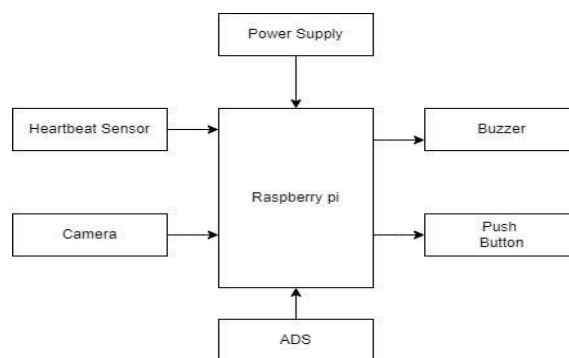 Power Supply
Heartbeat Sensor
Buzzer
Raspberry pi
Camera
Push
Button
ADS